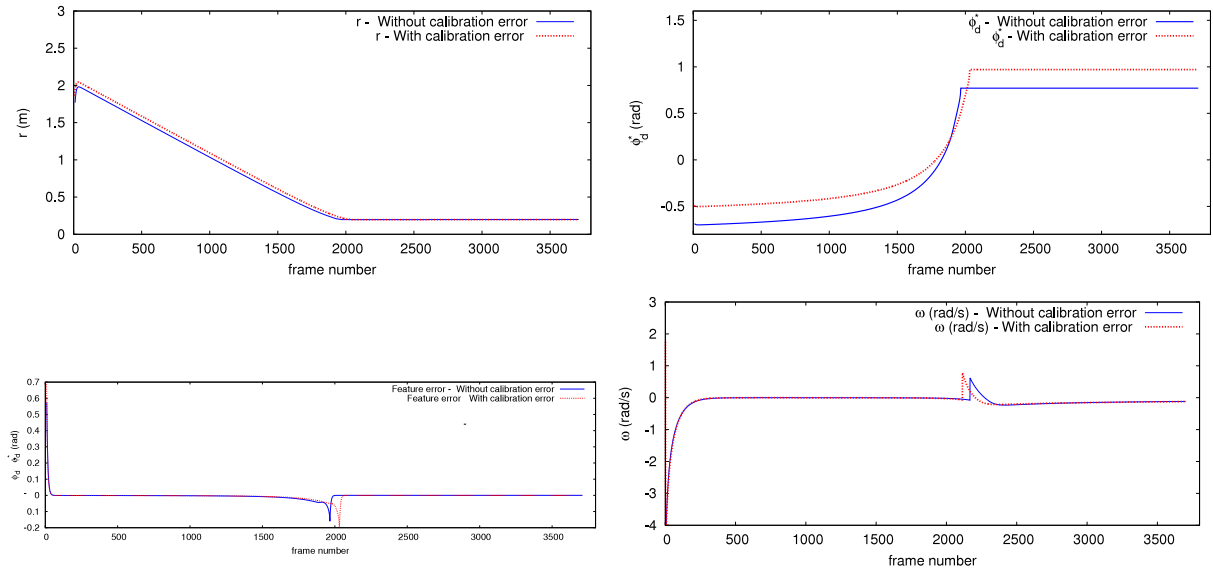 r - Without calibration error
r - With calibration error
3
2.5
2
1.5
1
0.5
0
r (m)
0 500 1000 1500 2000 2500 3000 3500
frame number
ϕ*d - Without calibration error
ϕ*d - With calibration error
1.5
1
0.5
0
-0.5
ϕ*d (rad)
0 500 1000 1500 2000 2500 3000 3500
frame number
Feature error - Without calibration error
Feature error With calibration error
0.7
0.6
0.5
0.4
0.3
0.2
0.1
0
0.1
0.2
ϕd ϕ*d (rad)
0 500 1000 1500 2000 2500 3000 3500
frame number
ω (rad/s) - Without calibration error
ω (rad/s) - With calibration error
3
2
1
0
-1
-2
-3
-4
ω (rad/s)
0 500 1000 1500 2000 2500 3000 3500
frame number